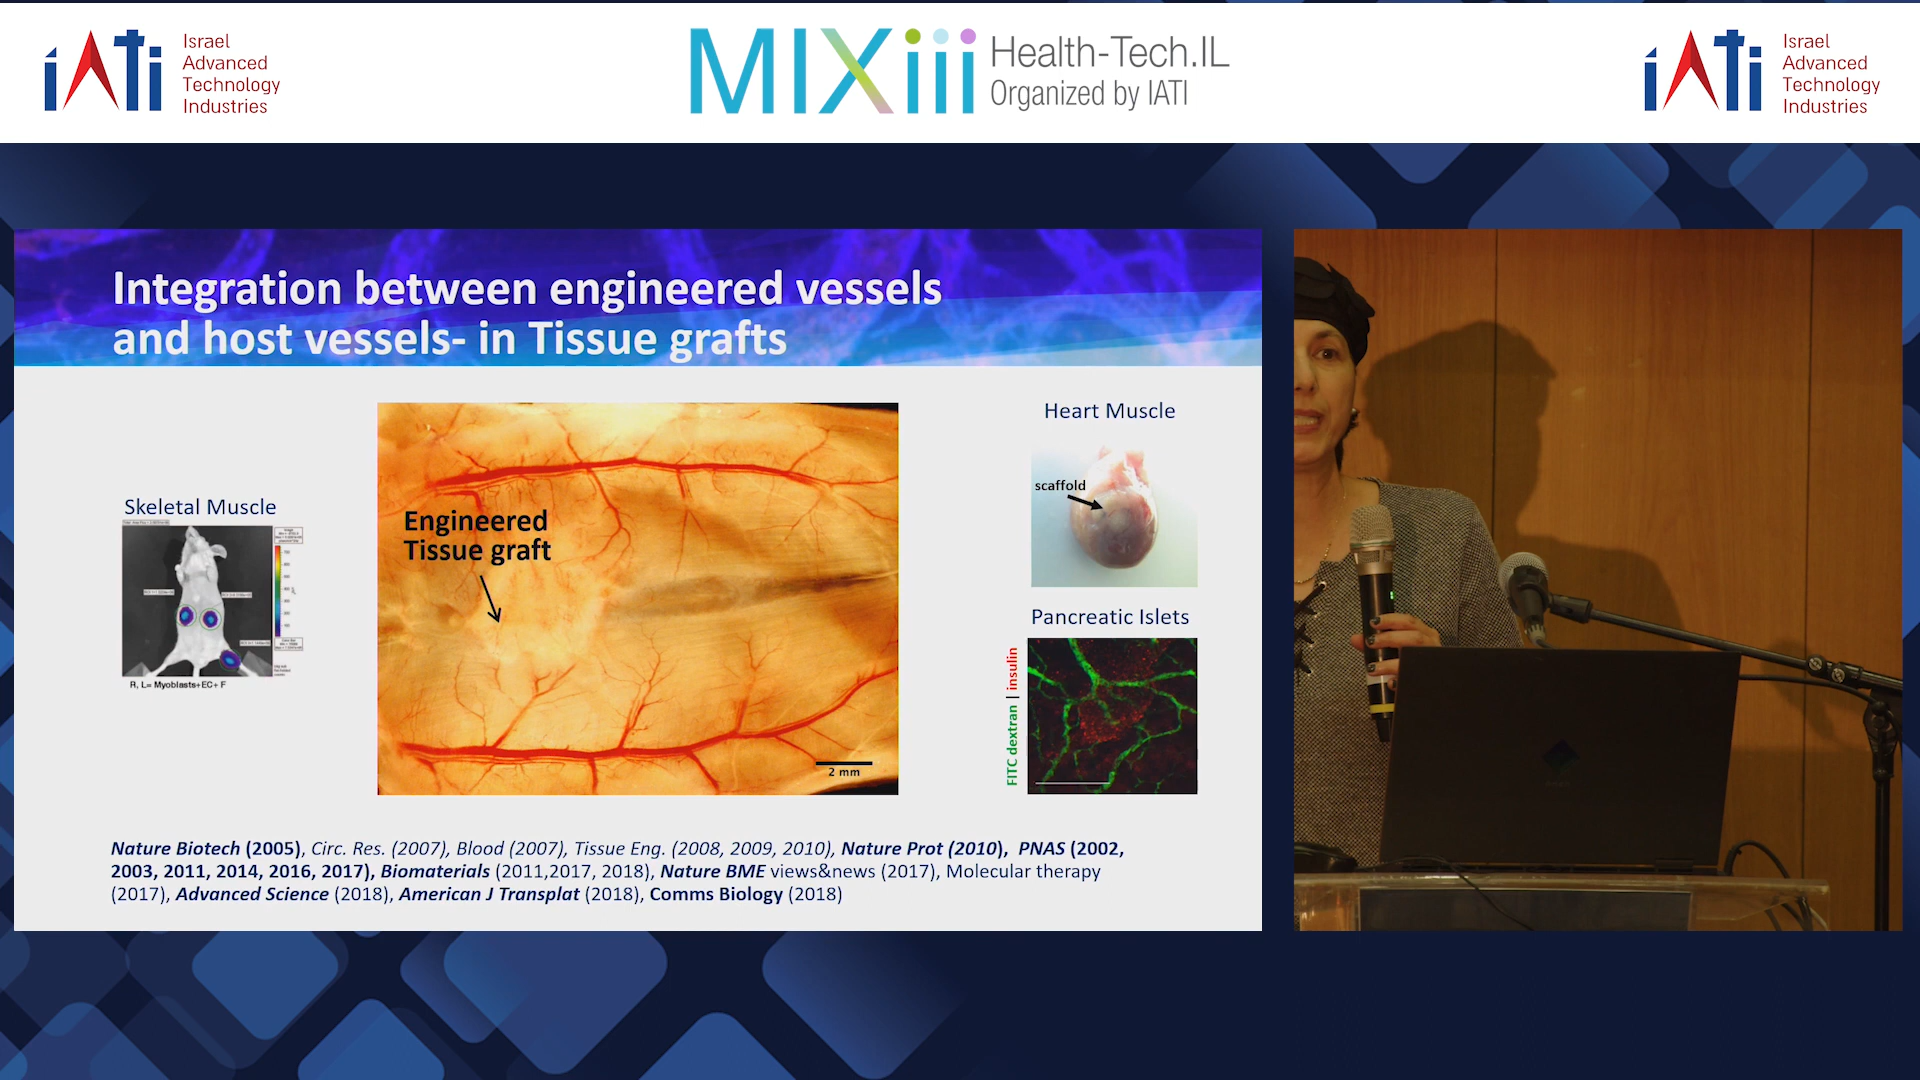 iATi
Israel
Advanced
Technology
Industries
MIXiii
Health-Tech.IL
Organized by IATI
iATi
Israel
Advanced
Technology
Industries
Integration between engineered vessels
and host vessels- in Tissue grafts
Skeletal Muscle
R, L= Myoblasts+EC+ F
Engineered
Tissue graft
2 mm
Heart Muscle
scaffold
Pancreatic Islets
FITC dextran | insulin
Nature Biotech (2005), Circ. Res. (2007), Blood (2007), Tissue Eng. (2008, 2009, 2010), Nature Prot (2010), PNAS (2002,
2003, 2011, 2014, 2016, 2017), Biomaterials (2011,2017, 2018), Nature BME views&news (2017), Molecular therapy
(2017), Advanced Science (2018), American J Transplat (2018), Comms Biology (2018)